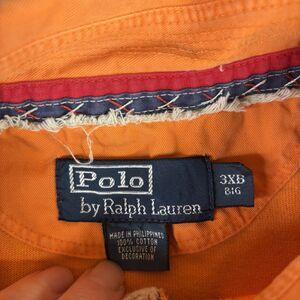 Polo
by Ralph Lauren
3XB
BIG
MADE IN PHILIPPINES
100% COTTON
EXCLUSIVE OF
DECORATION